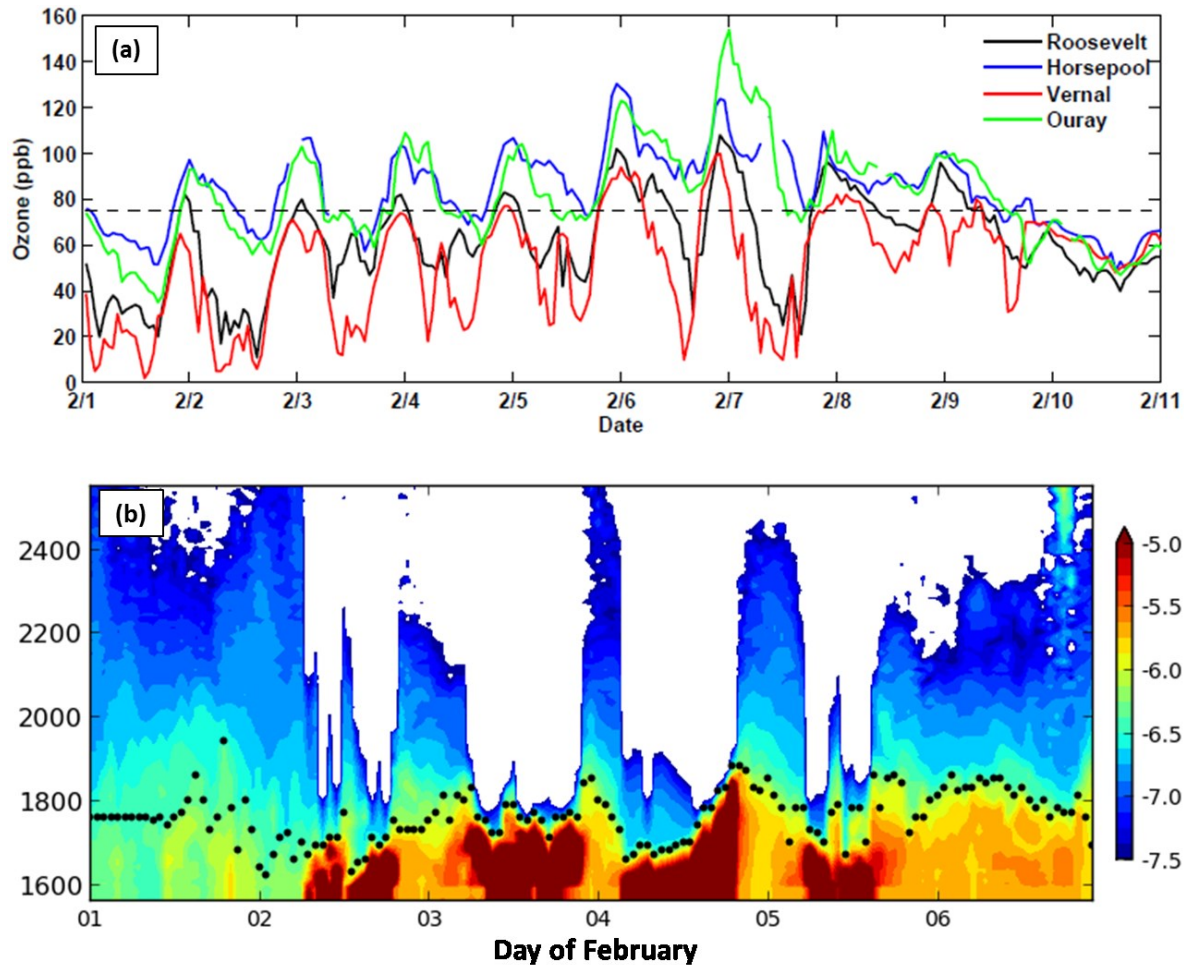 (a)
Roosevelt
Horsepool
Vernal
Ouray
Ozone (ppb)
160
140
120
100
80
60
40
20
0
2/1 2/2 2/3 2/4 2/5 2/6 2/7 2/8 2/9 2/10 2/11
Date
(b)
2400
2200
2000
1800
1600
-5.0
-5.5
-6.0
-6.5
-7.0
-7.5
01 02 03 04 05 06
Day of February